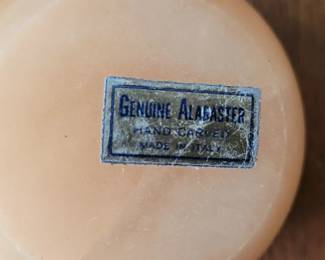 GENUINE ALABASTER
HAND CARVED
MADE IN ITALY